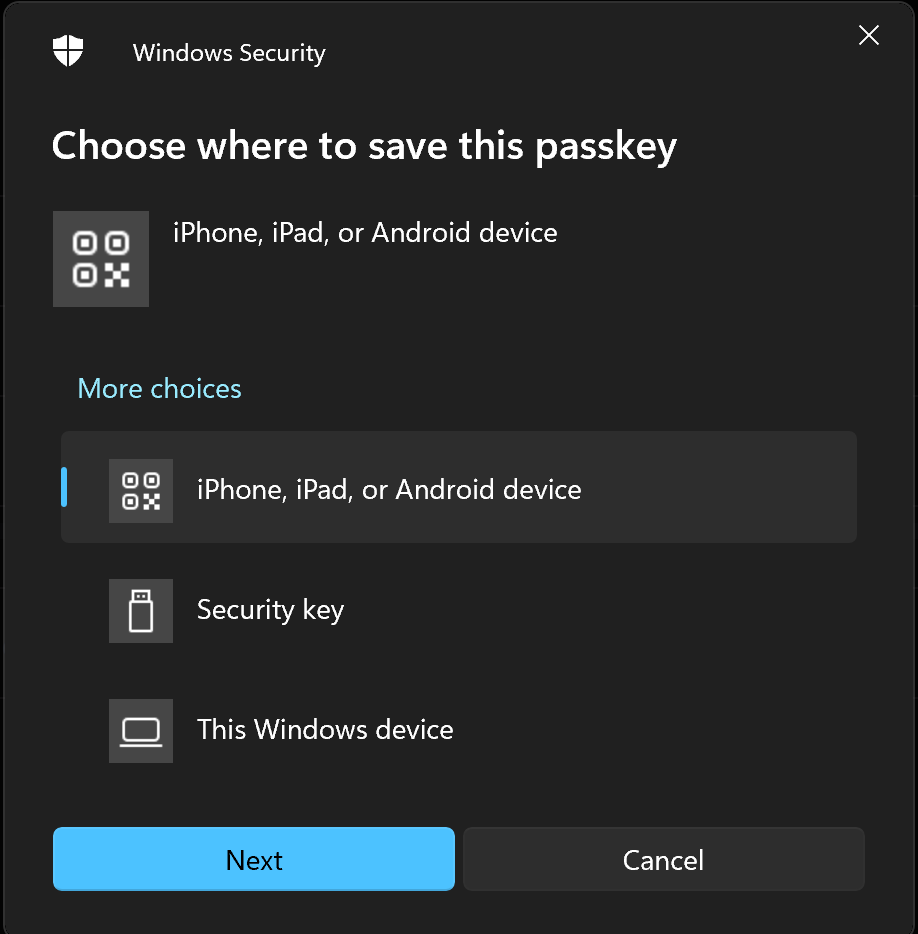 Windows Security
Choose where to save this passkey
iPhone, iPad, or Android device
More choices
iPhone, iPad, or Android device
Security key
This Windows device
Next
Cancel